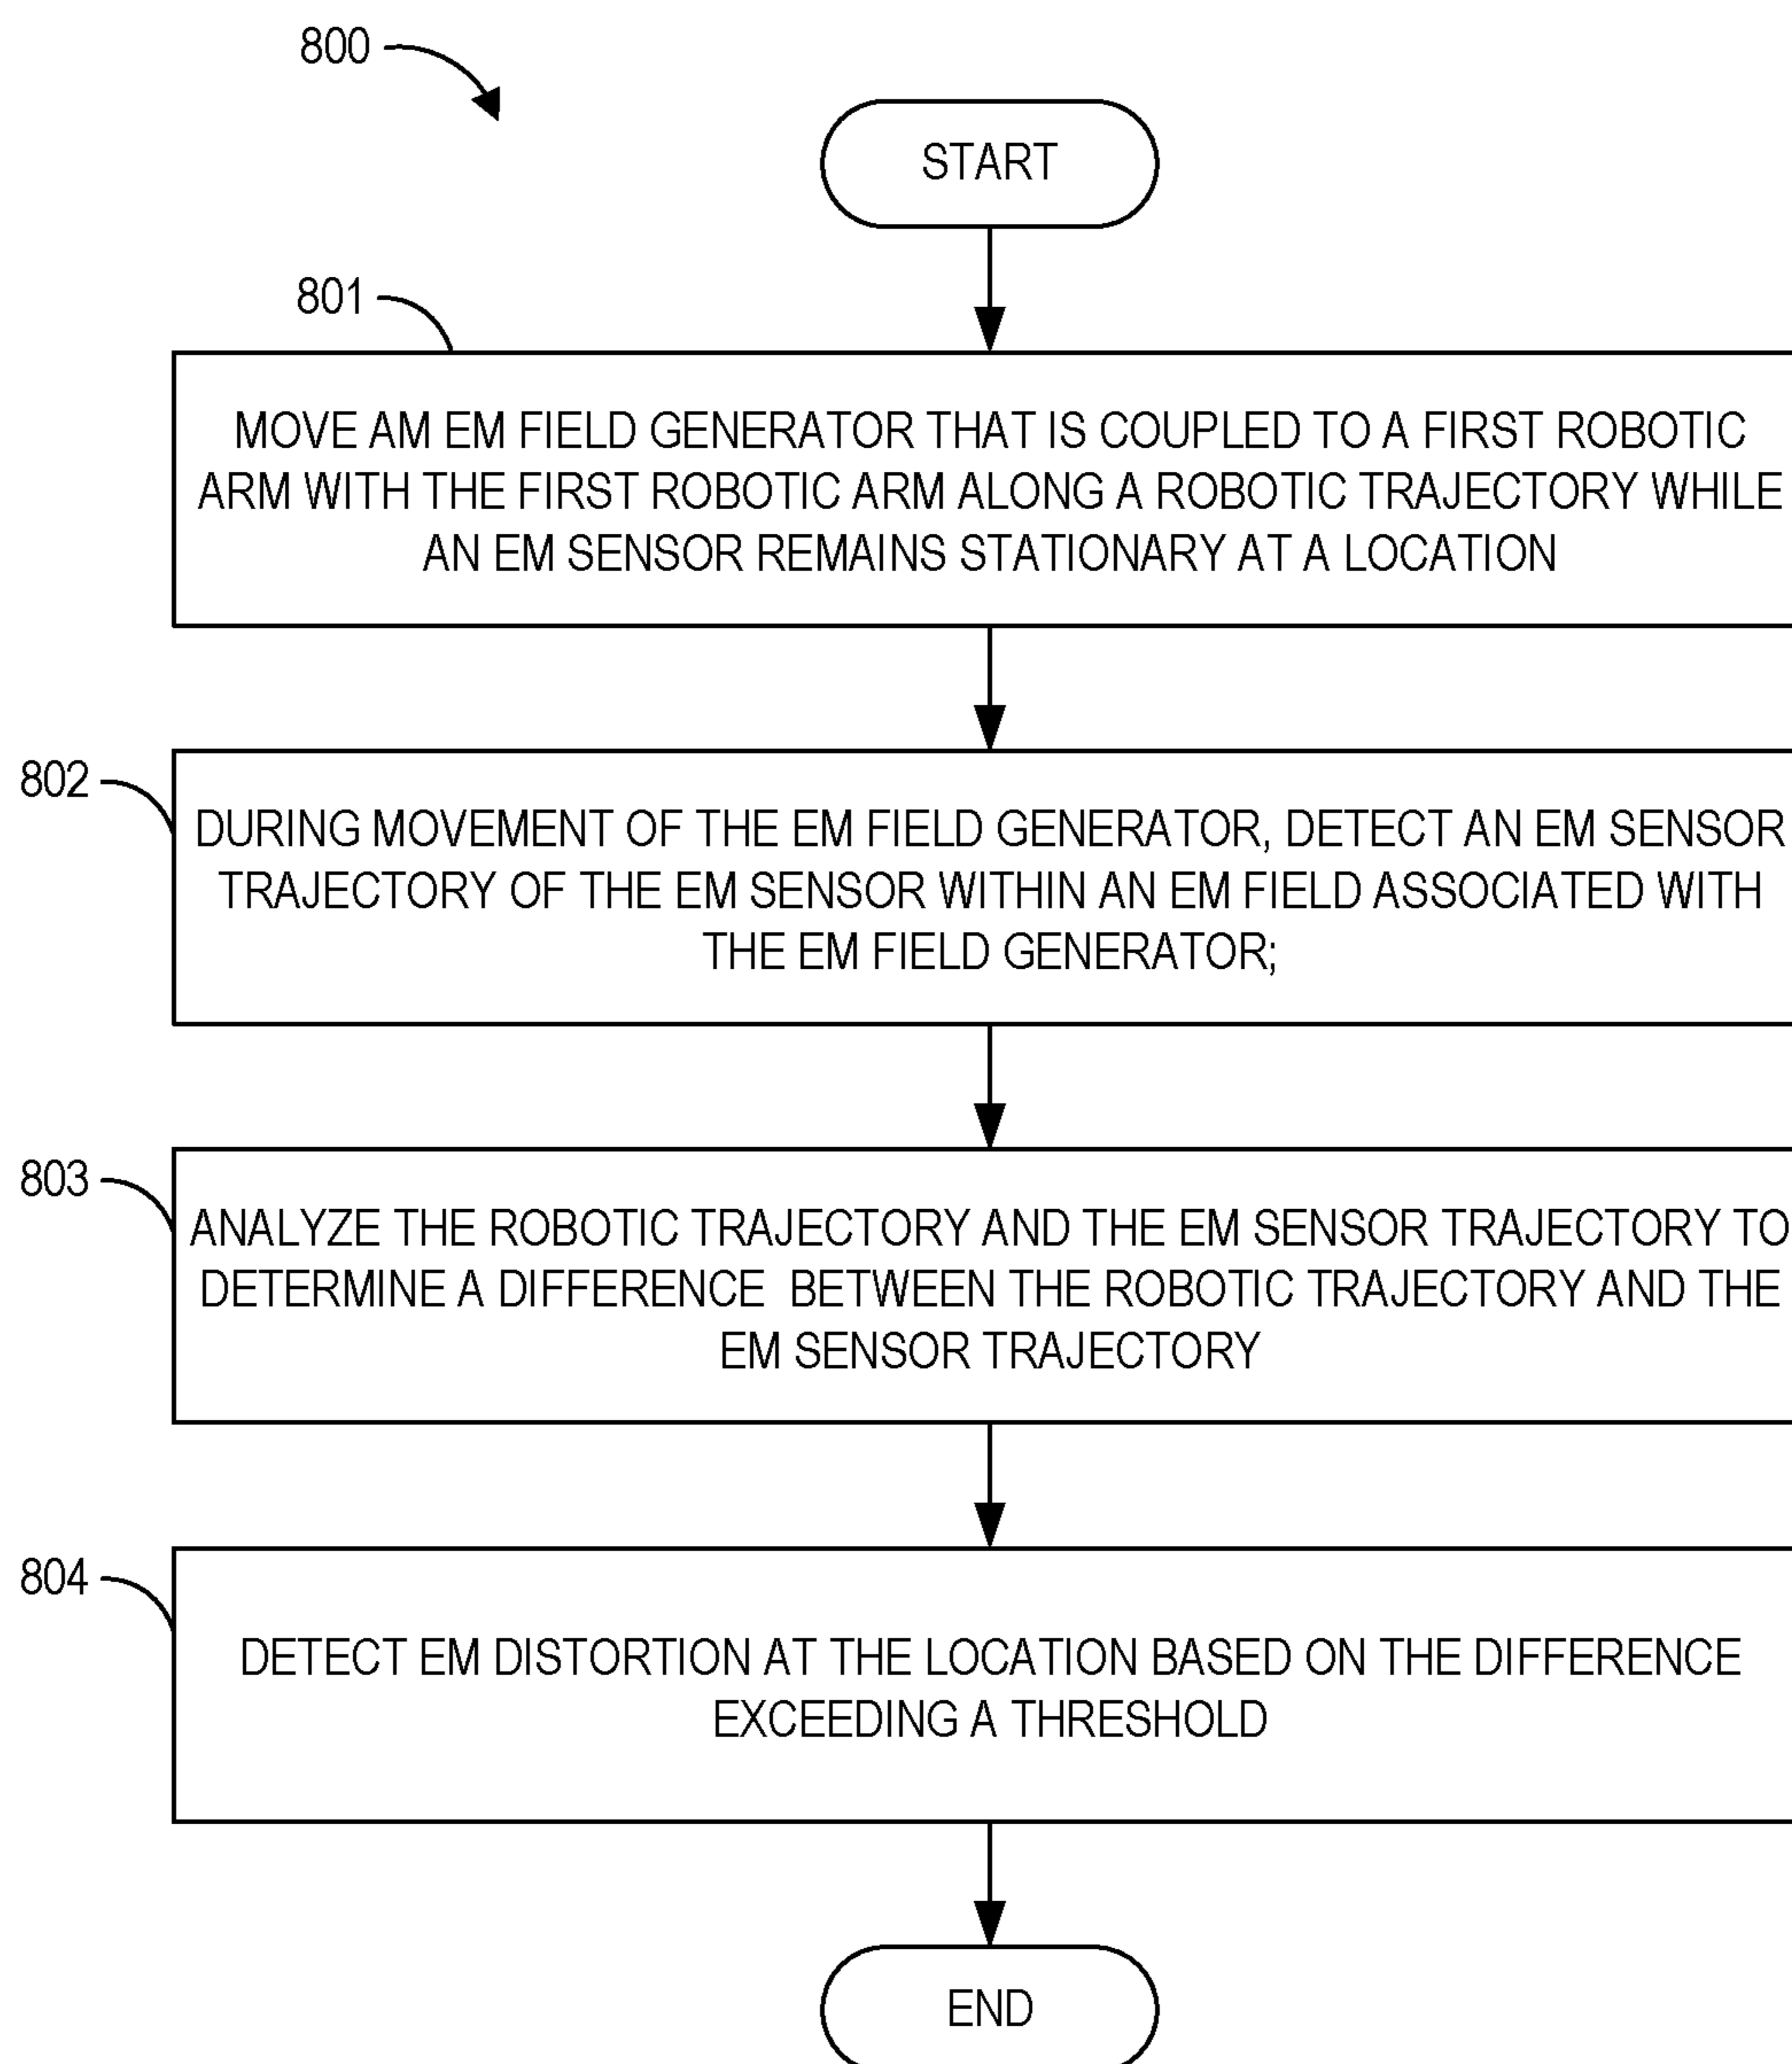 800
START
801
MOVE AM EM FIELD GENERATOR THAT IS COUPLED TO A FIRST ROBOTIC
ARM WITH THE FIRST ROBOTIC ARM ALONG A ROBOTIC TRAJECTORY WHILE
AN EM SENSOR REMAINS STATIONARY AT A LOCATION
802
DURING MOVEMENT OF THE EM FIELD GENERATOR, DETECT AN EM SENSOR
TRAJECTORY OF THE EM SENSOR WITHIN AN EM FIELD ASSOCIATED WITH
THE EM FIELD GENERATOR;
803
ANALYZE THE ROBOTIC TRAJECTORY AND THE EM SENSOR TRAJECTORY TO
DETERMINE A DIFFERENCE BETWEEN THE ROBOTIC TRAJECTORY AND THE
EM SENSOR TRAJECTORY
804
DETECT EM DISTORTION AT THE LOCATION BASED ON THE DIFFERENCE
EXCEEDING A THRESHOLD
END